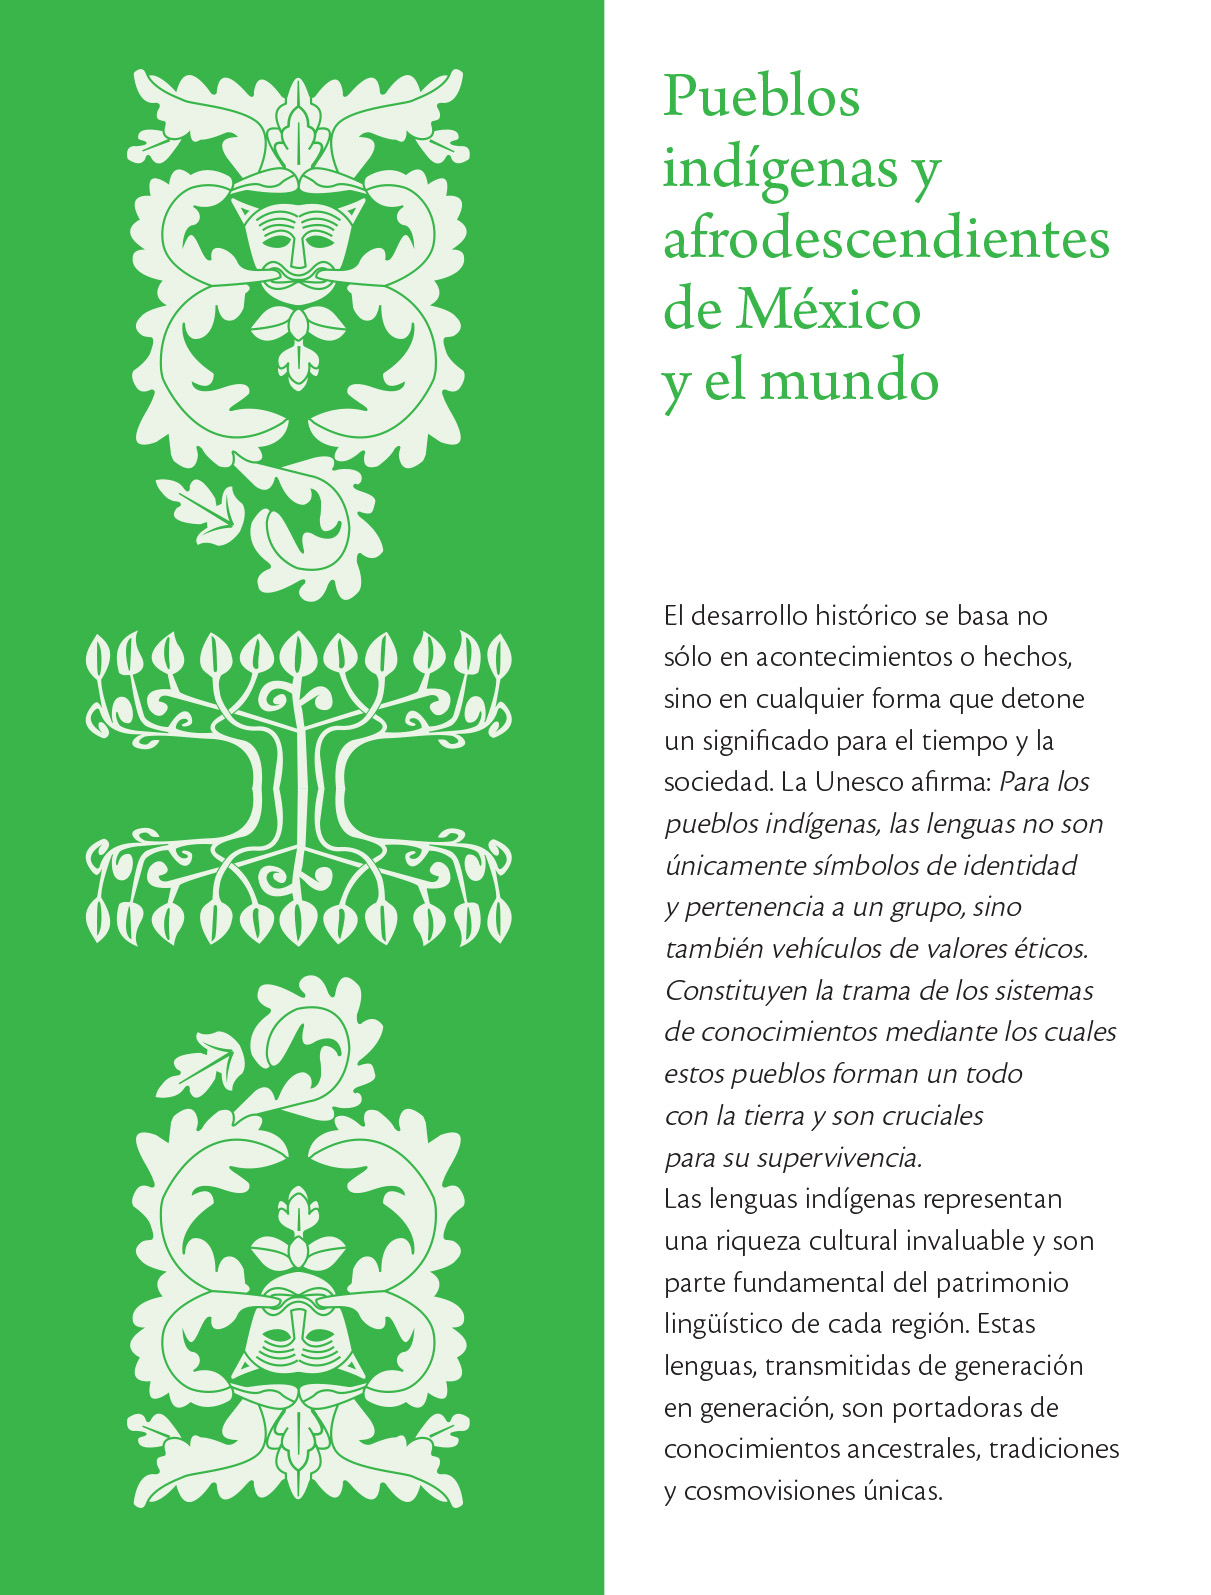 Pueblos
indígenas y
afrodescendientes
de México
y el mundo
El desarrollo histórico se basa no
sólo en acontecimientos o hechos,
sino en cualquier forma que detone
un significado para el tiempo y la
sociedad. La Unesco afirma: Para los
pueblos indígenas, las lenguas no son
únicamente símbolos de identidad
y pertenencia a un grupo, sino
también vehículos de valores éticos.
Constituyen la trama de los sistemas
de conocimientos mediante los cuales
estos pueblos forman un todo
con la tierra y son cruciales
para su supervivencia.
Las lenguas indígenas representan
una riqueza cultural invaluable y son
parte fundamental del patrimonio
lingüístico de cada región. Estas
lenguas, transmitidas de generación
en generación, son portadoras de
conocimientos ancestrales, tradiciones
y cosmovisiones únicas.